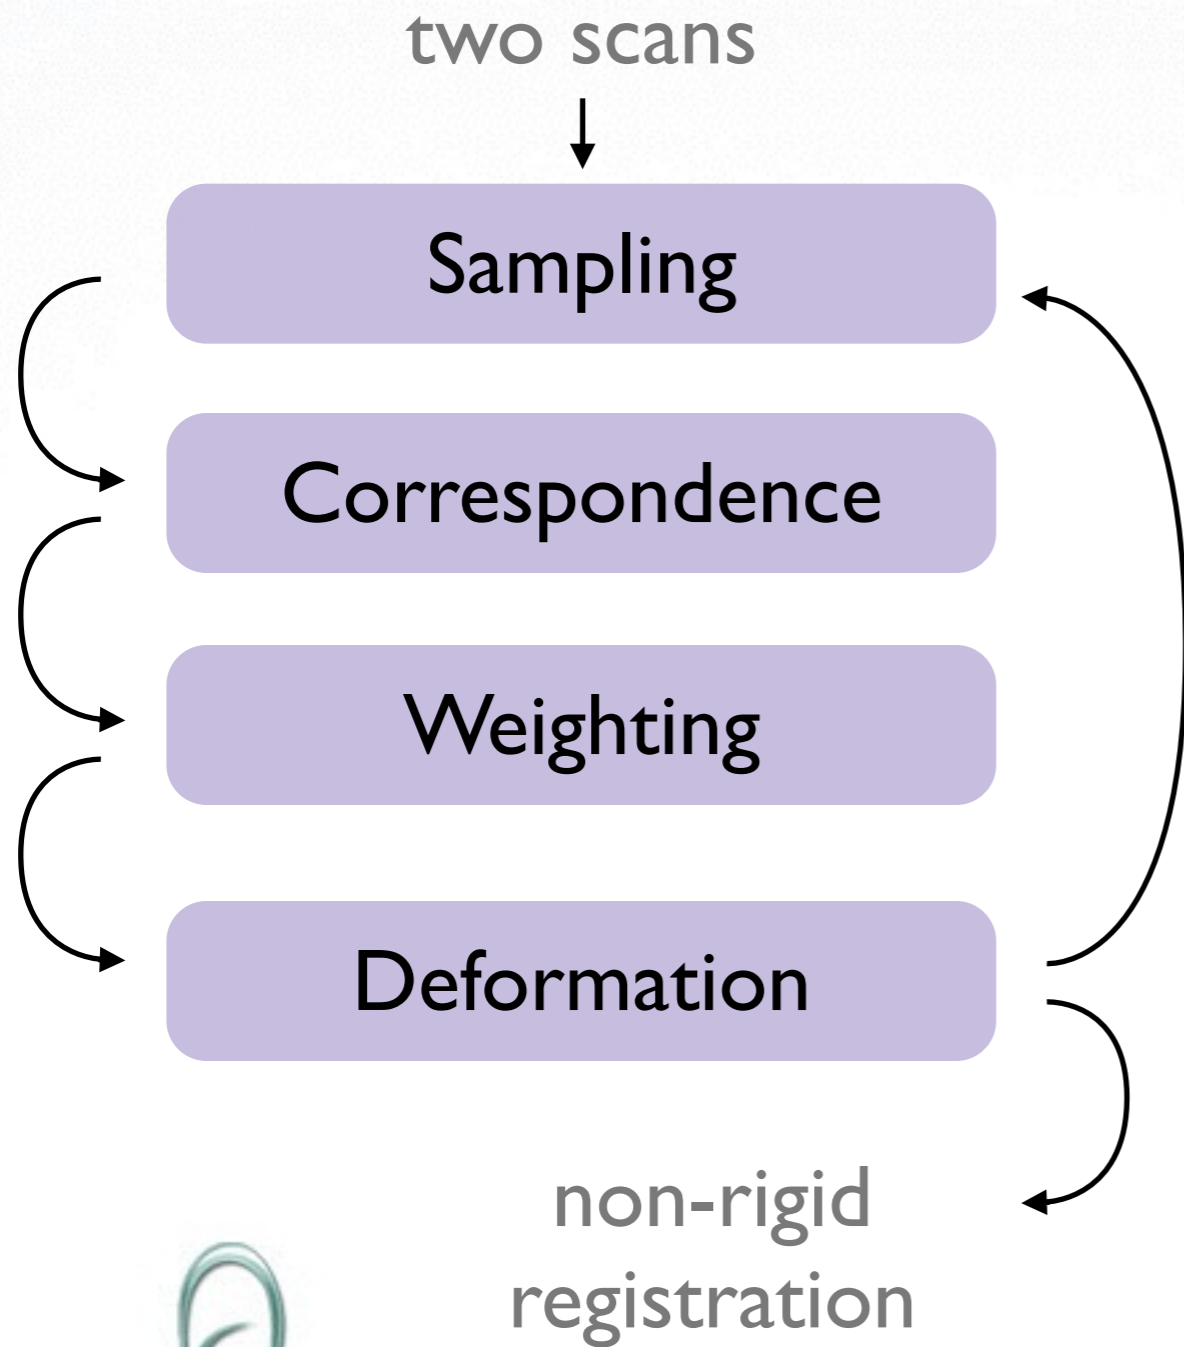 two scans
Sampling
Correspondence
Weighting
Deformation
non-rigid
registration